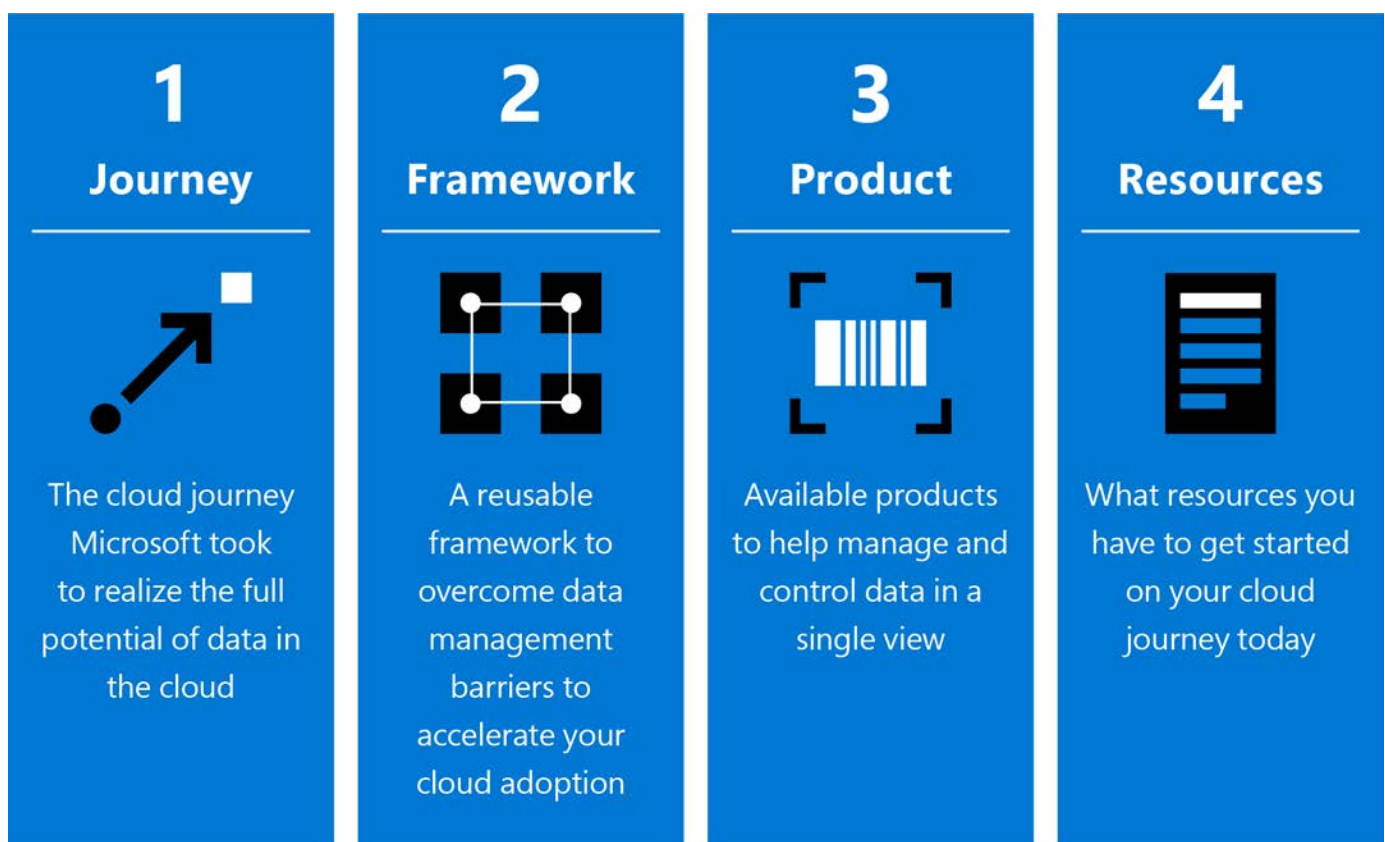 1
Journey
The cloud journey
Microsoft took
to realize the full
potential of data in
the cloud
2
Framework
A reusable
framework to
overcome data
management
barriers to
accelerate your
cloud adoption
3
Product
Available products
to help manage and
control data in a
single view
4
Resources
What resources you
have to get started
on your cloud
journey today